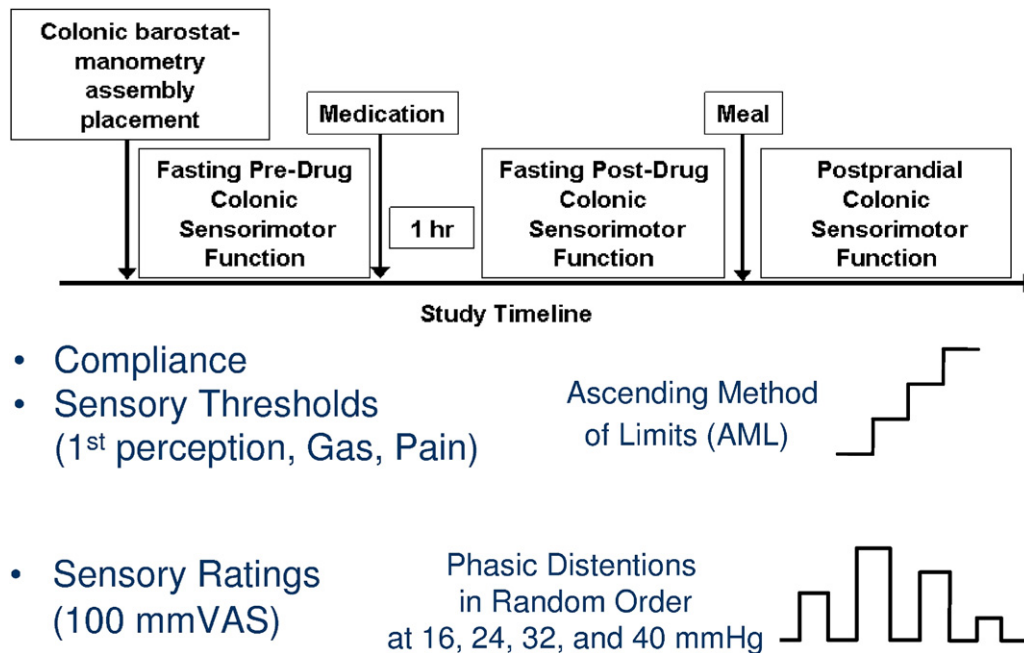 Colonic barostat-
manometry
assembly
placement
Medication
Meal
Fasting Pre-Drug
Colonic
Sensorimotor
Function
1 hr
Fasting Post-Drug
Colonic
Sensorimotor
Function
Postprandial
Colonic
Sensorimotor
Function
Study Timeline
• Compliance
• Sensory Thresholds
(1st perception, Gas, Pain)
Ascending Method
of Limits (AML)
• Sensory Ratings
(100 mmVAS)
Phasic Distentions
in Random Order
at 16, 24, 32, and 40 mmHg